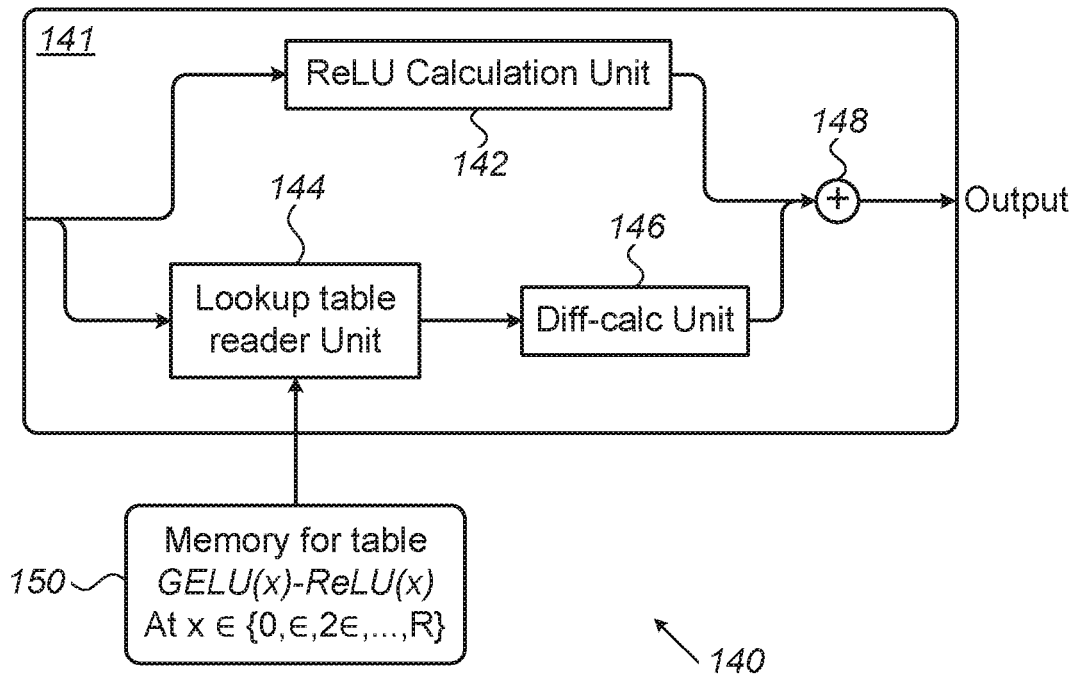 141
ReLU Calculation Unit
142
148
+
Output
144
Lookup table
reader Unit
146
Diff-calc Unit
150
Memory for table
GELU(x)-ReLU(x)
At x ∈ {0,∈,2∈,...,R}
140